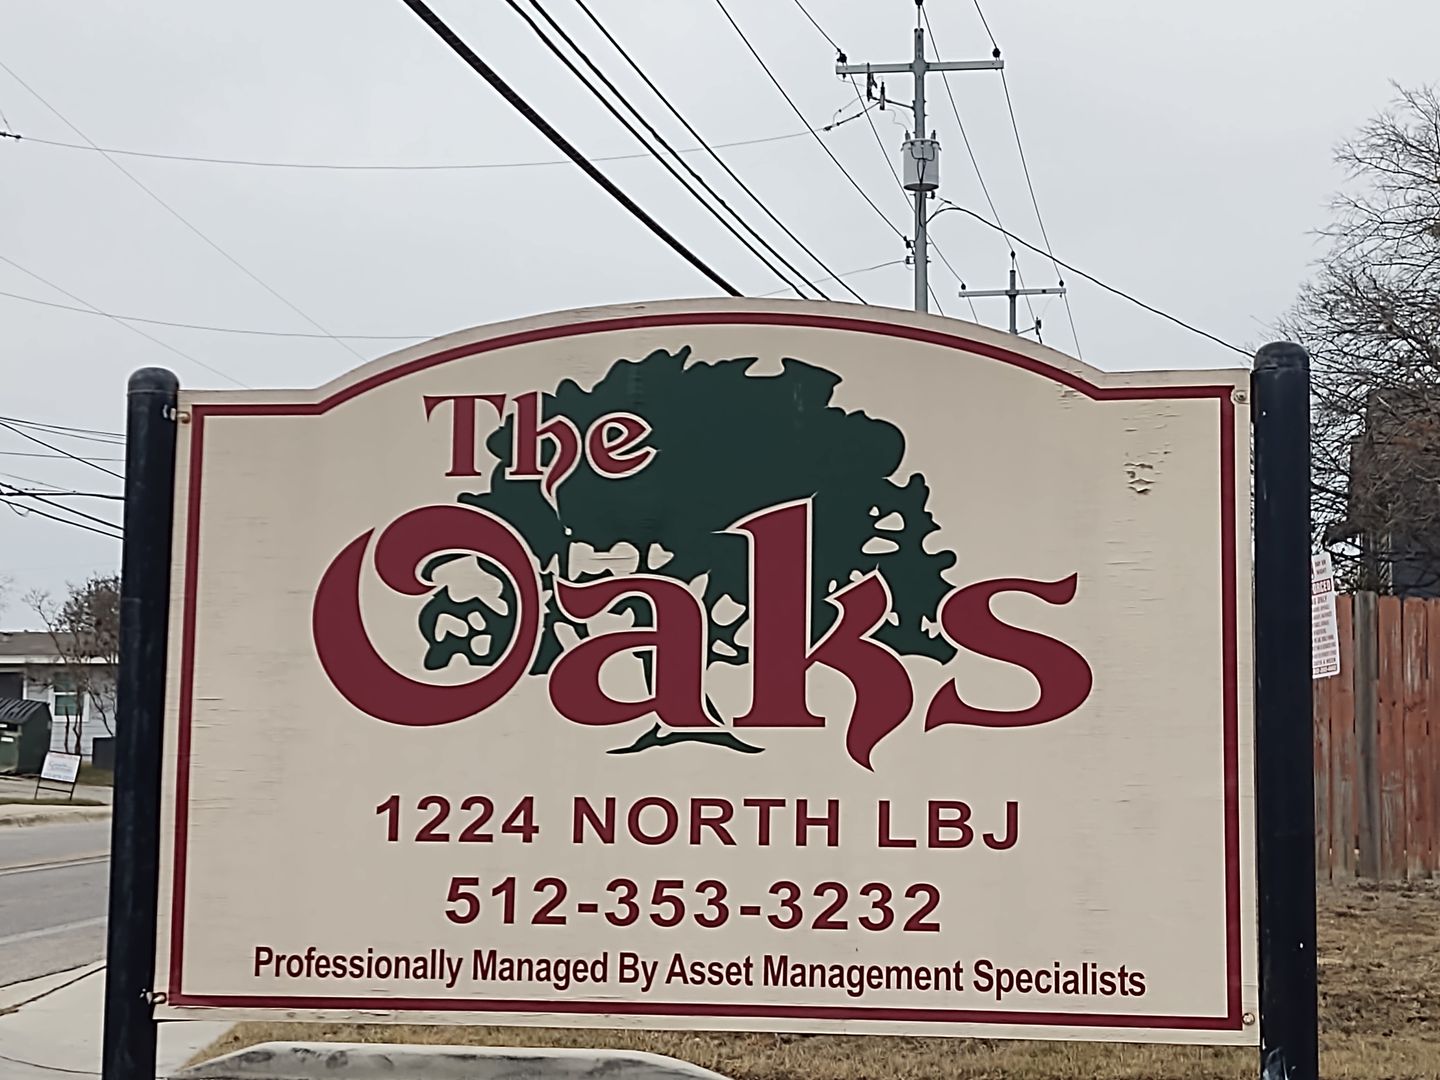 The
Oaks
1224 NORTH LBJ
512-353-3232
Professionally Managed By Asset Management Specialists